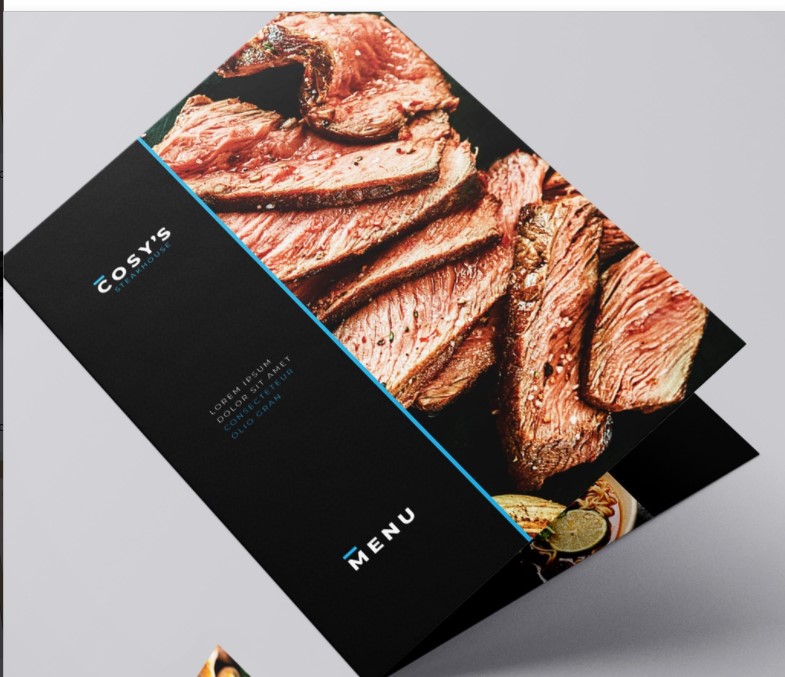 COSY'S
STEAKHOUSE
LOREM IPSUM
DOLOR SIT AMET
CONSECTETEUR
OLIO GRAN
MENU